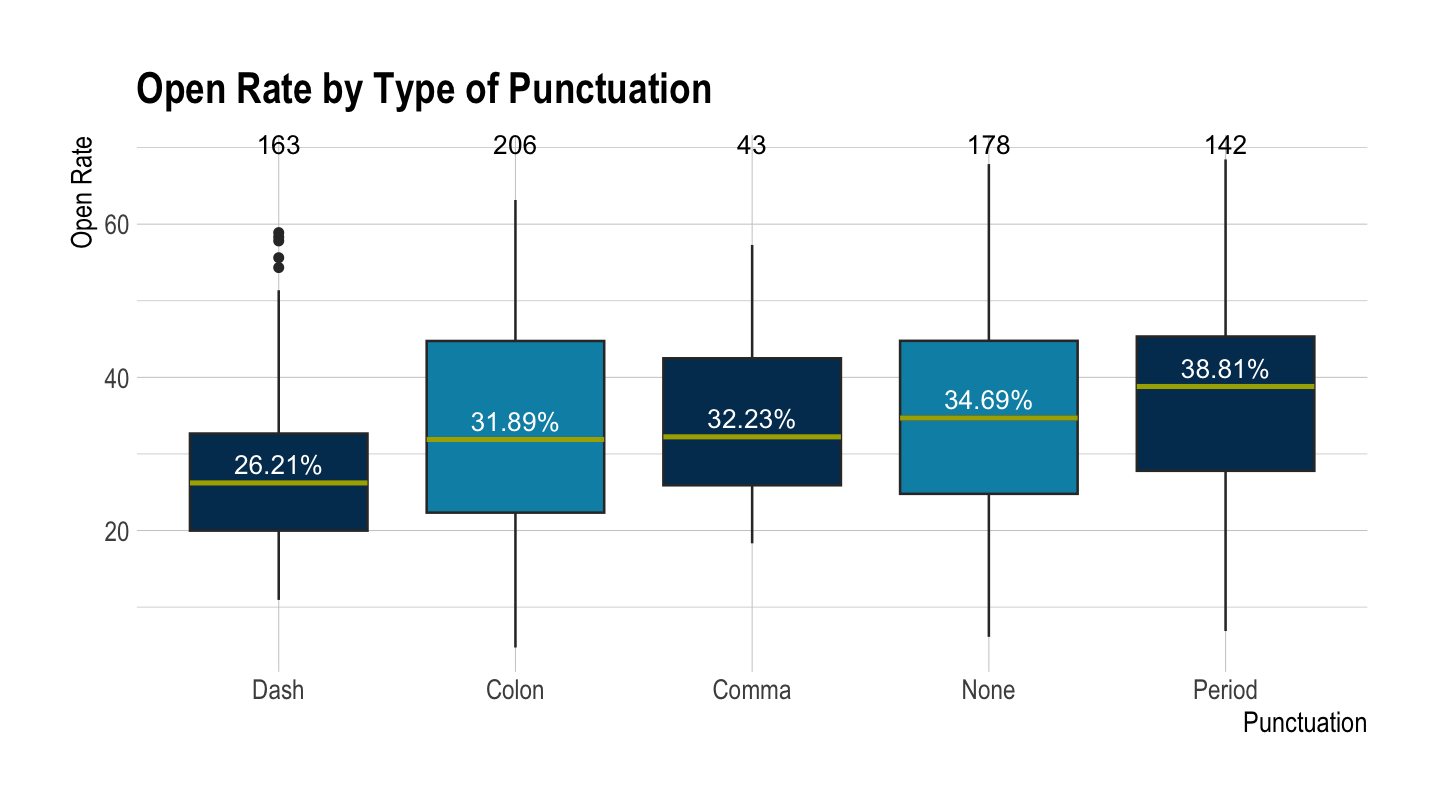 Open Rate by Type of Punctuation
Open Rate
163 206 43 178 142
60
40
20
38.81%
34.69%
32.23%
31.89%
26.21%
Dash Colon Comma None Period
Punctuation